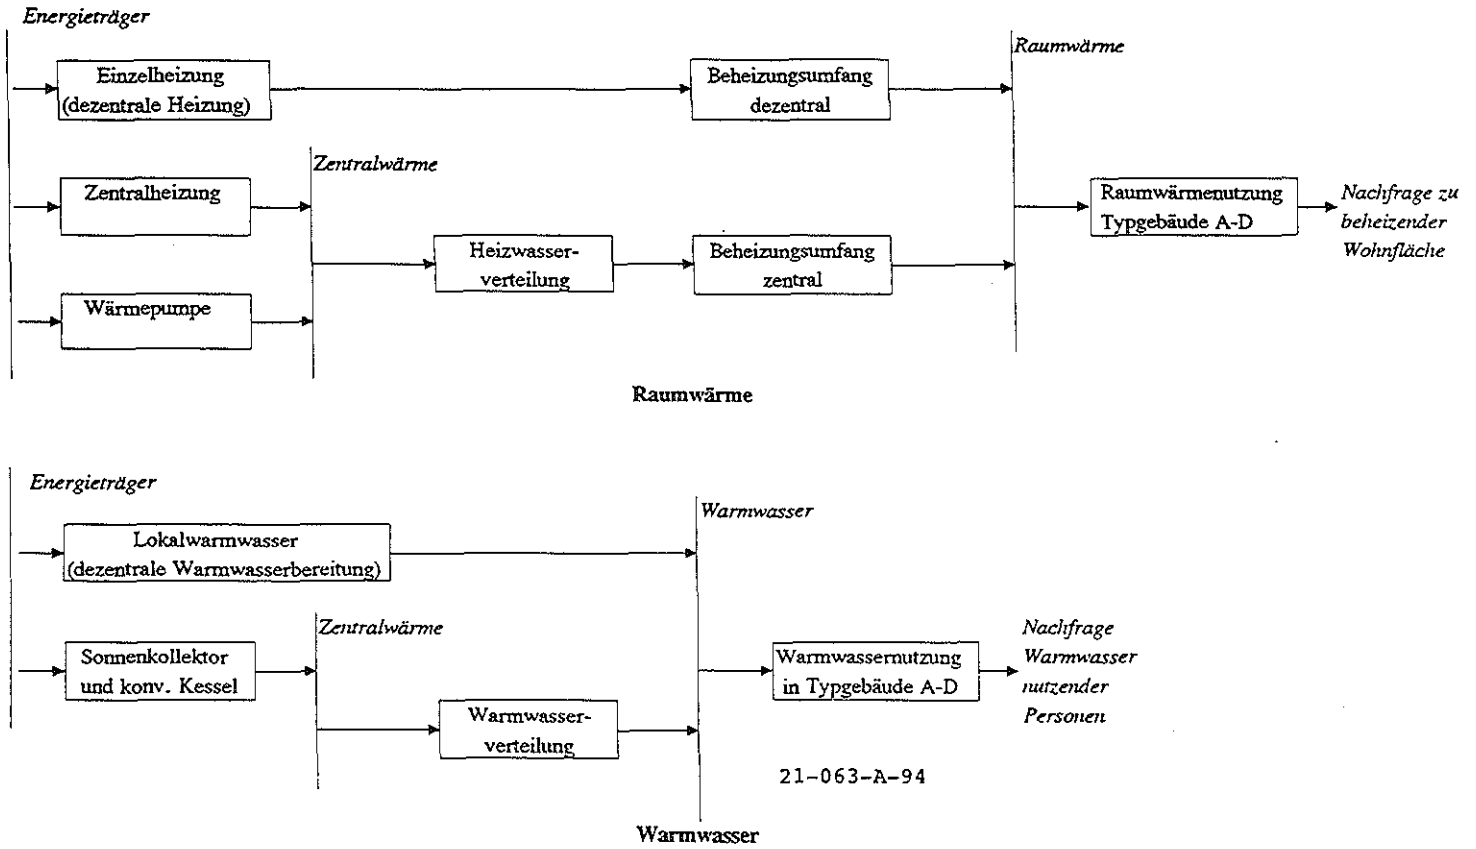 Energieträger
Raumwärme
Einzelheizung
(dezentrale Heizung)
Beheizungsumfang
dezentral
Zentralwärme
Zentralheizung
Raumwärmenutzung
Typgebäude A-D
Nachfrage zu
beheizender
Wohnfläche
Heizwasser-
verteilung
Beheizungsumfang
zentral
Wärmepumpe
Raumwärme
Energieträger
Warmwasser
Lokalwarmwasser
(dezentrale Warmwasserbereitung)
Zentralwärme
Sonnenkollektor
und konv. Kessel
Warmwassernutzung
in Typgebäude A-D
Nachfrage
Warmwasser
nutzender
Personen
Warmwasser-
verteilung
21-063-A-94
Warmwasser